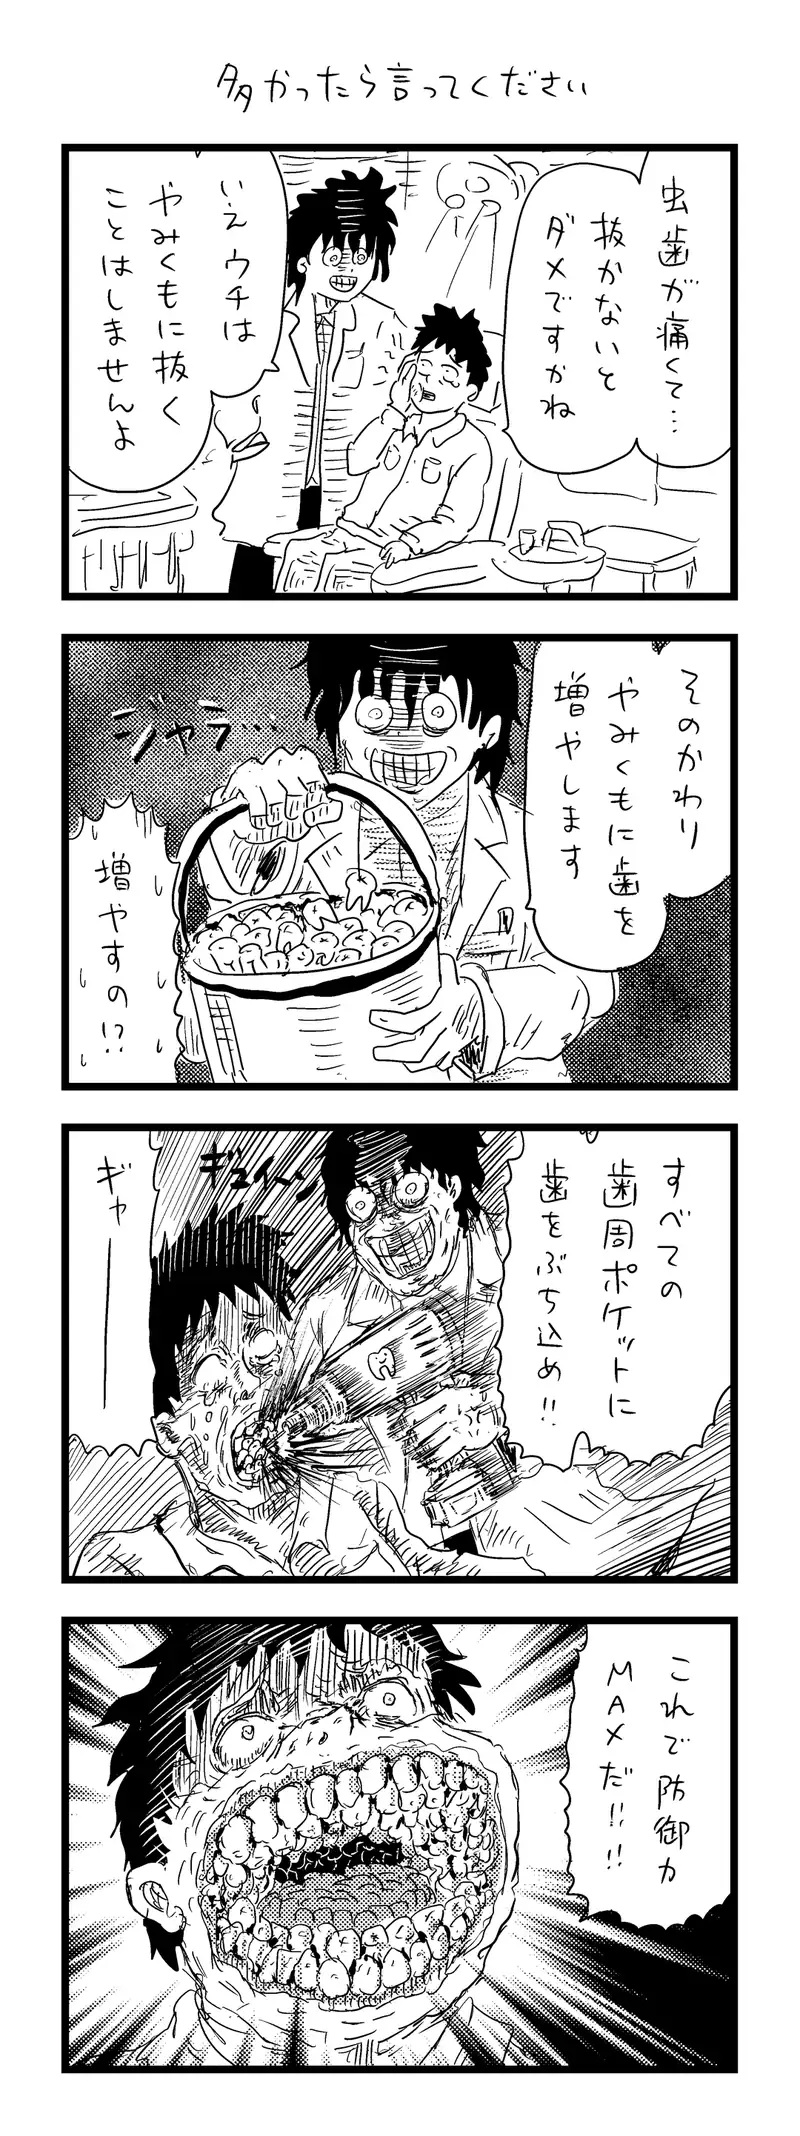 多かったら言ってください
虫歯が痛くて…
抜かないと
ダメですかね
いえウチは
やみくもに抜く
ことはしませんよ
そのかわり
やみくもに歯を
増やします
ジャラ…
増やすの!?
すべての
歯周ポケットに
歯をぶち込め!!
ギュイーン
ギャー
これで防御力
MAXだ!!!